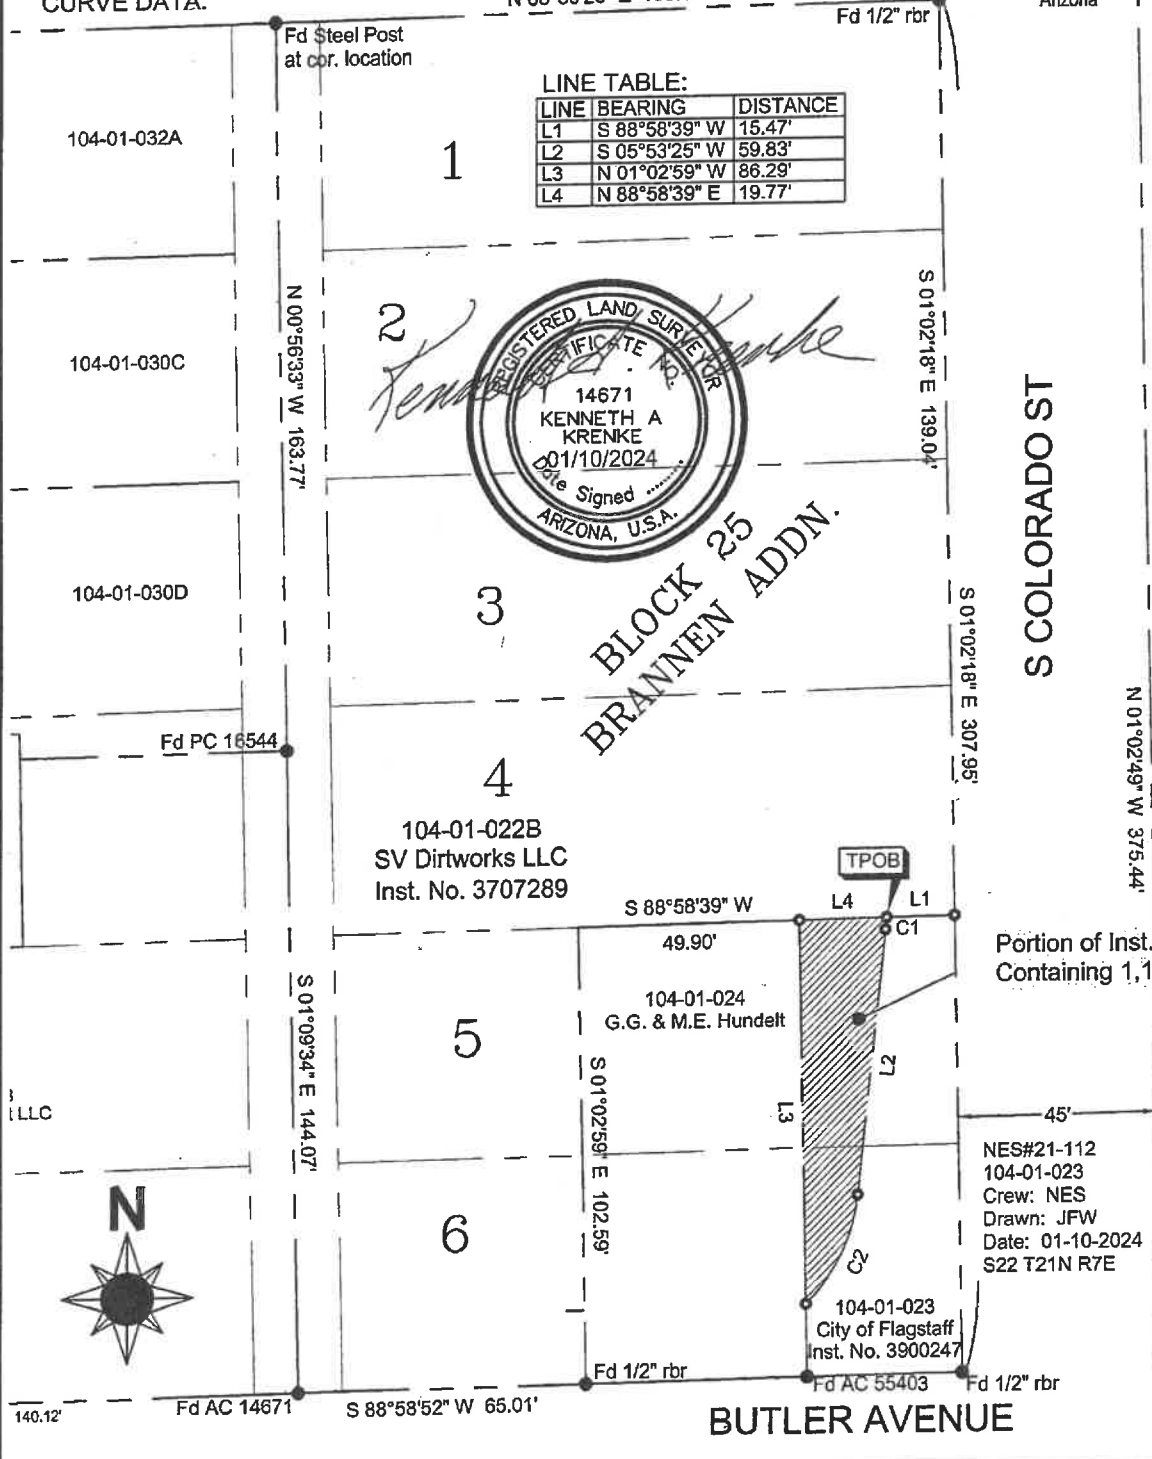 CURVE DATA:
Fd Steel Post
at cor. location
Fd 1/2" rbr
Arizona
LINE TABLE:
LINE BEARING DISTANCE
L1 S 88°58'39" W 15.47'
L2 S 05°53'25" W 59.83'
L3 N 01°02'59" W 86.29'
L4 N 88°58'39" E 19.77'
104-01-032A
1
104-01-030C
2
N 00°56'33" W 163.77'
S 01°02'18" E 139.04'
REGISTERED LAND SURVEYOR
CERTIFICATE NO.
14671
KENNETH A
KRENKE
01/10/2024
Date Signed
ARIZONA, U.S.A.
Kenneth A. Krenke
S COLORADO ST
104-01-030D
3
BLOCK 25
BRANNEN ADDN.
S 01°02'18" E 307.95'
N 01°02'49" W 375.44'
Fd PC 16544
4
104-01-022B
SV Dirtworks LLC
Inst. No. 3707289
TPOB
S 88°58'39" W
L4
L1
49.90'
C1
Portion of Inst.
Containing 1,1
104-01-024
G.G. & M.E. Hundelt
5
S 01°09'34" E 144.07'
S 01°02'59" E 102.59'
L3
L2
LLC
45'
NES#21-112
104-01-023
Crew: NES
Drawn: JFW
Date: 01-10-2024
S22 T21N R7E
N
6
C2
104-01-023
City of Flagstaff
Inst. No. 3900247
Fd 1/2" rbr
Fd AC 55403
Fd 1/2" rbr
140.12'
Fd AC 14671
S 88°58'52" W 65.01'
BUTLER AVENUE